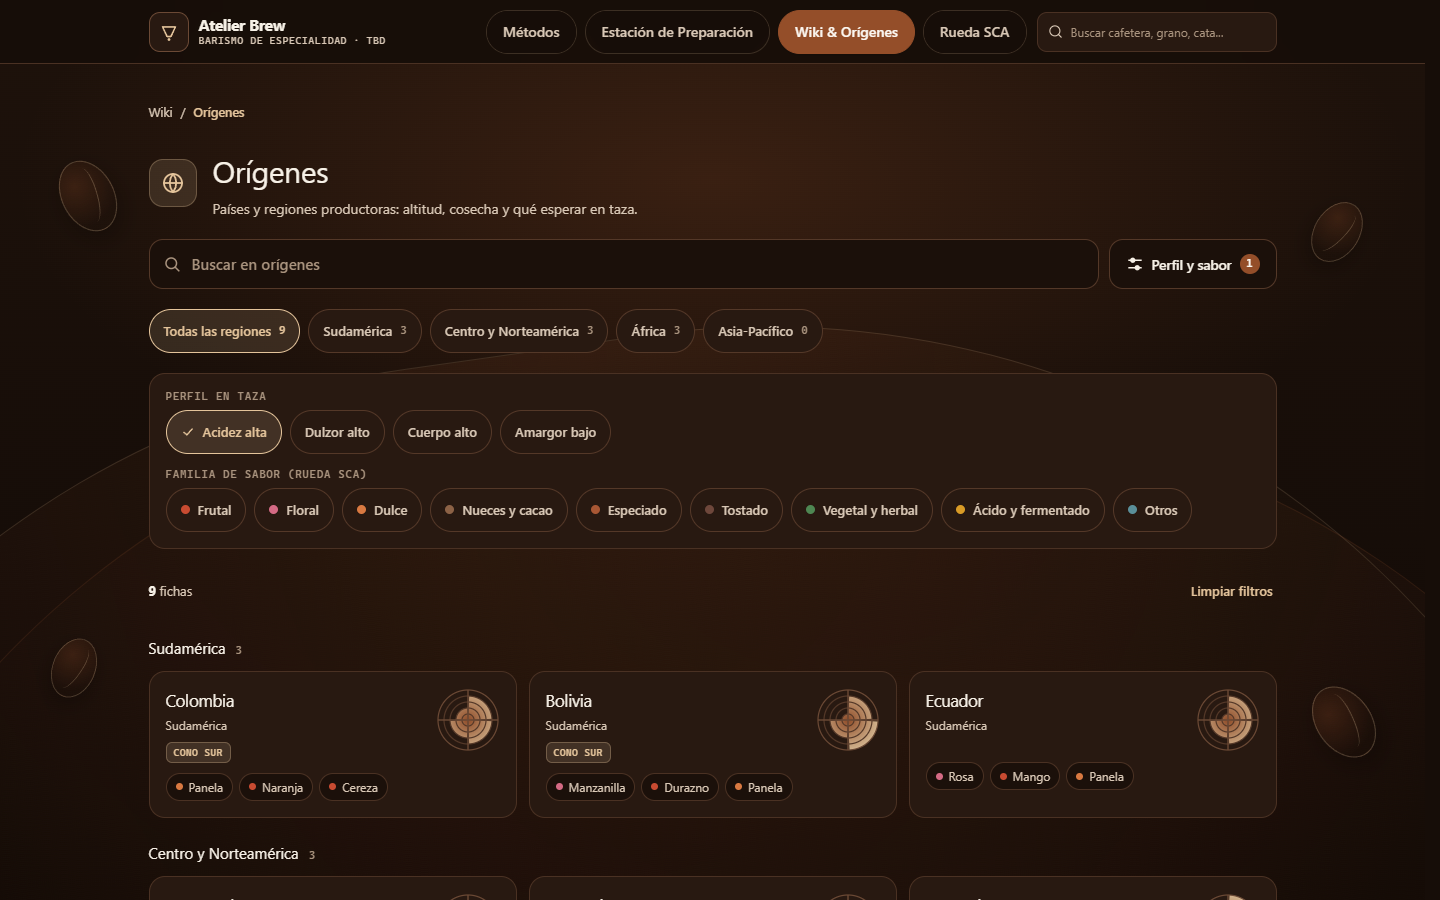 Atelier Brew
BARISMO DE ESPECIALIDAD · TBD
Métodos
Estación de Preparación
Wiki & Orígenes
Rueda SCA
Buscar cafetera, grano, cata...
Wiki / Orígenes
Orígenes
Países y regiones productoras: altitud, cosecha y qué esperar en taza.
Buscar en orígenes
Perfil y sabor 1
Todas las regiones 9
Sudamérica 3
Centro y Norteamérica 3
África 3
Asia-Pacífico 0
PERFIL EN TAZA
Acidez alta
Dulzor alto
Cuerpo alto
Amargor bajo
FAMILIA DE SABOR (RUEDA SCA)
Frutal
Floral
Dulce
Nueces y cacao
Especiado
Tostado
Vegetal y herbal
Ácido y fermentado
Otros
9 fichas
Limpiar filtros
Sudamérica 3
Colombia
Sudamérica
CONO SUR
Panela
Naranja
Cereza
Bolivia
Sudamérica
CONO SUR
Manzanilla
Durazno
Panela
Ecuador
Sudamérica
Rosa
Mango
Panela
Centro y Norteamérica 3